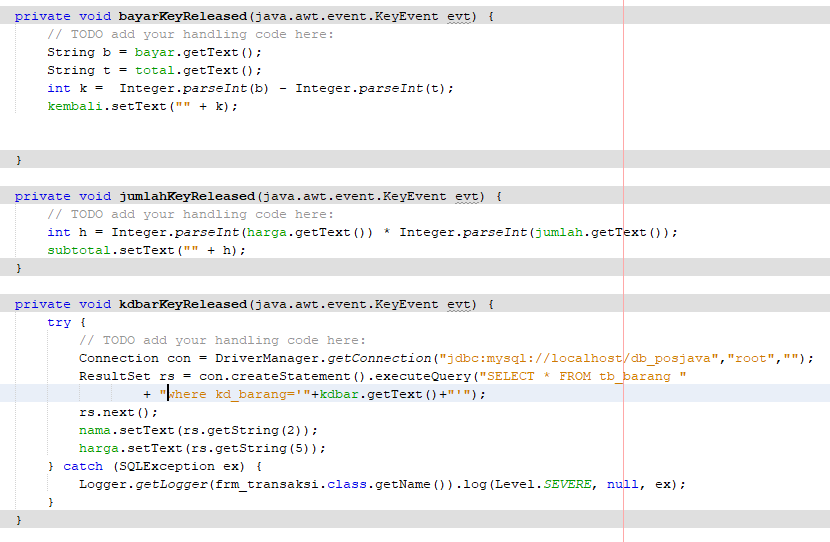 private void bayarKeyReleased(java.awt.event.KeyEvent evt) {
// TODO add your handling code here:
String b = bayar.getText();
String t = total.getText();
int k =  Integer.parseInt(b) - Integer.parseInt(t);
kembali.setText("" + k);
}
private void jumlahKeyReleased(java.awt.event.KeyEvent evt) {
// TODO add your handling code here:
int h = Integer.parseInt(harga.getText()) * Integer.parseInt(jumlah.getText());
subtotal.setText("" + h);
}
private void kdbarKeyReleased(java.awt.event.KeyEvent evt) {
try {
// TODO add your handling code here:
Connection con = DriverManager.getConnection("jdbc:mysql://localhost/db_posjava","root","");
ResultSet rs = con.createStatement().executeQuery("SELECT * FROM tb_barang "
+ "where kd_barang='"+kdbar.getText()+"'");
rs.next();
nama.setText(rs.getString(2));
harga.setText(rs.getString(5));
} catch (SQLException ex) {
Logger.getLogger(frm_transaksi.class.getName()).log(Level.SEVERE, null, ex);
}
}